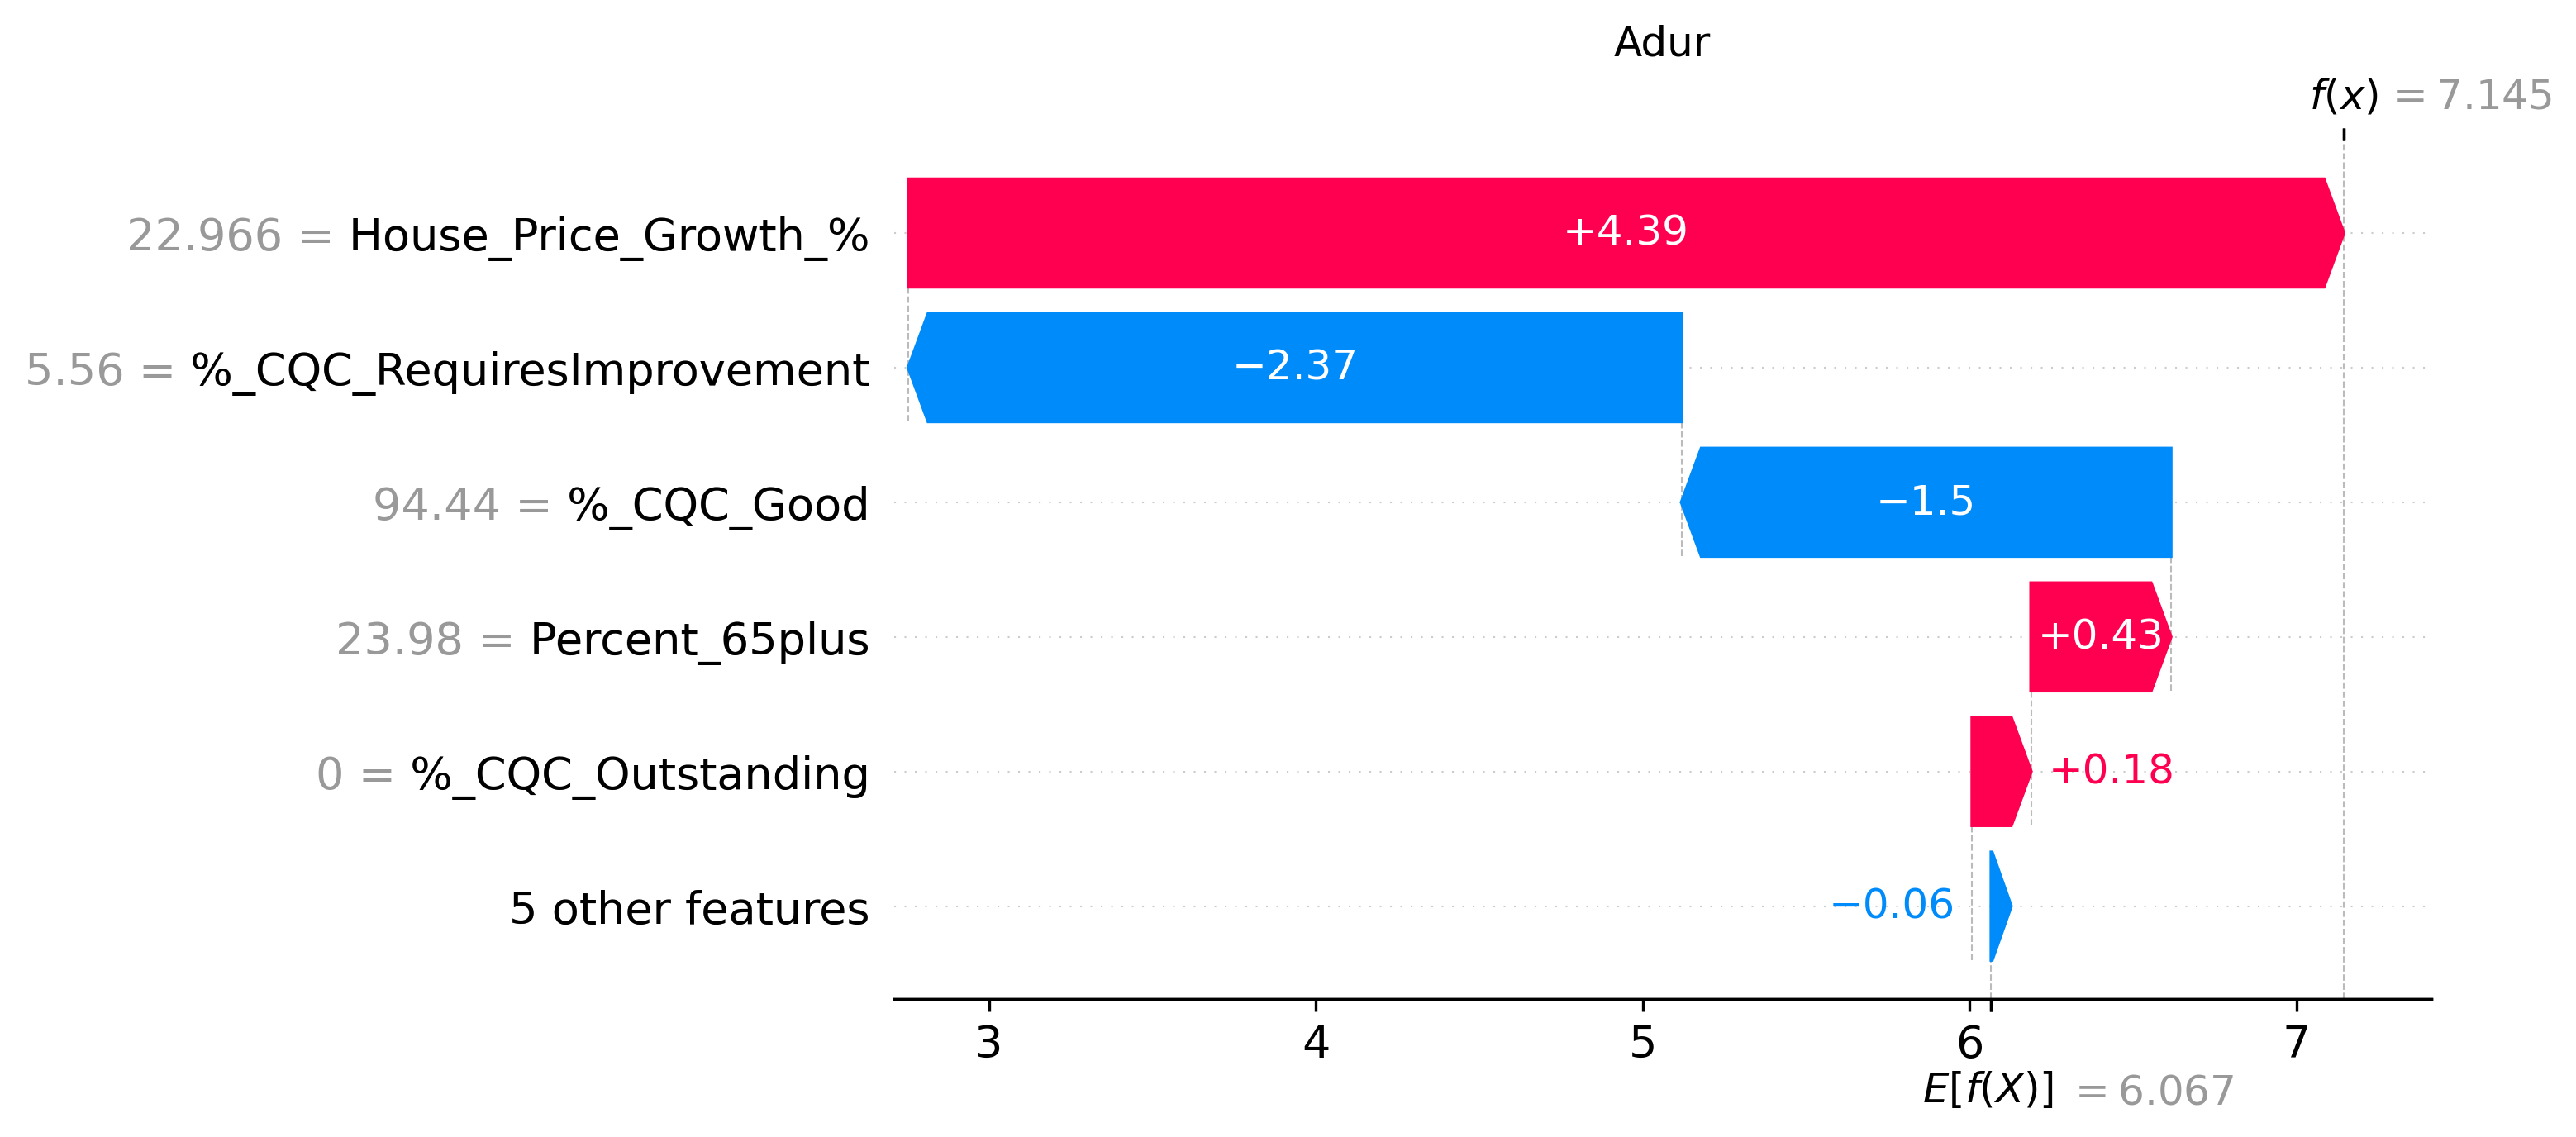 Adur
f(x) = 7.145
22.966 = House_Price_Growth_%
+4.39
5.56 = %_CQC_RequiresImprovement
−2.37
94.44 = %_CQC_Good
−1.5
23.98 = Percent_65plus
+0.43
0 = %_CQC_Outstanding
+0.18
5 other features
−0.06
3 4 5 6 7
E[f(X)] = 6.067